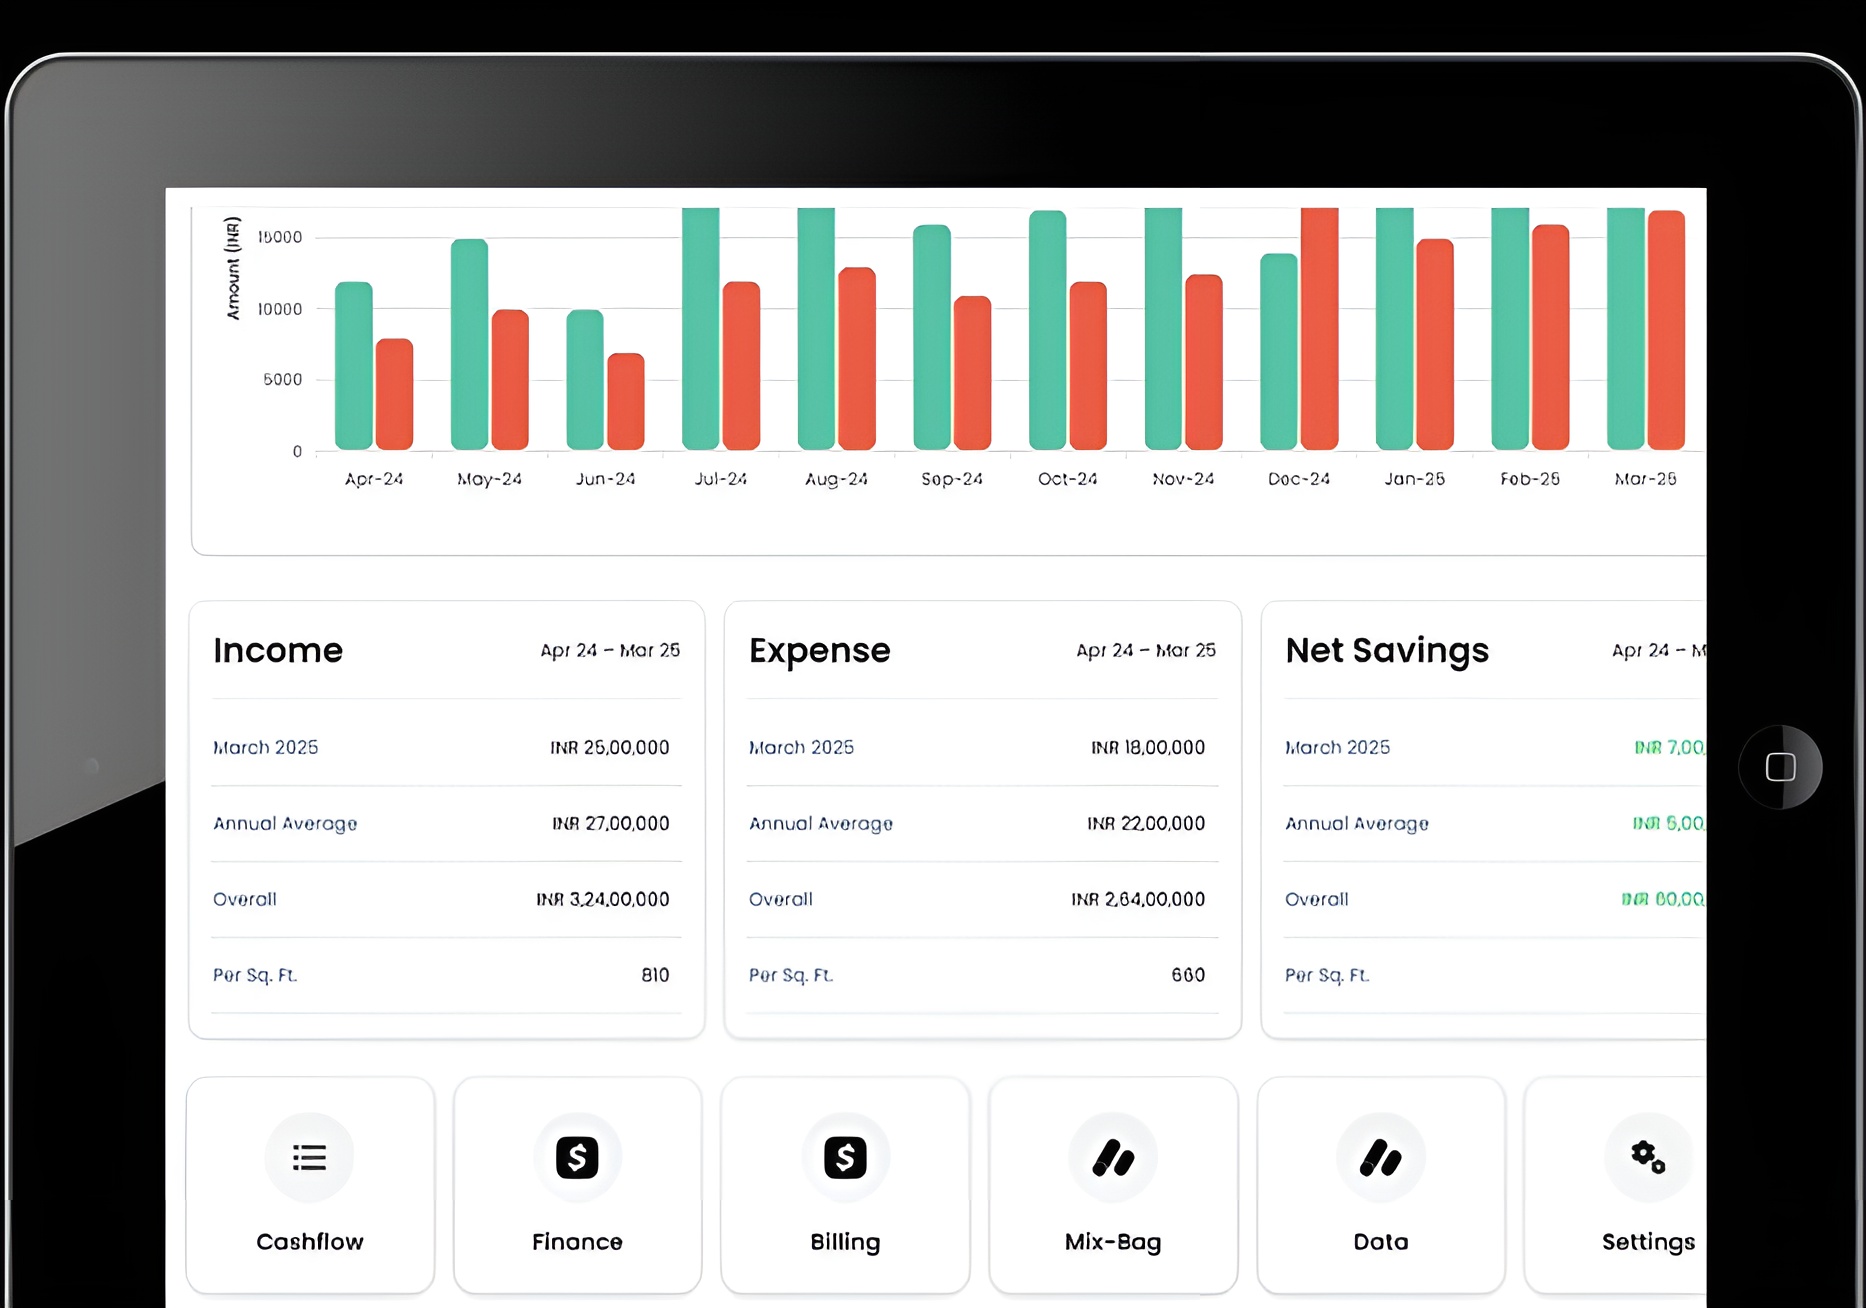 Amount (INR)
15000
10000
5000
0
Apr-24 May-24 Jun-24 Jul-24 Aug-24 Sep-24 Oct-24 Nov-24 Dec-24 Jan-25 Feb-25 Mar-25
Income Apr 24 – Mar 25
March 2025 INR 25,00,000
Annual Average INR 27,00,000
Overall INR 3,24,00,000
Per Sq. Ft. 810
Expense Apr 24 – Mar 25
March 2025 INR 18,00,000
Annual Average INR 22,00,000
Overall INR 2,64,00,000
Per Sq. Ft. 660
Net Savings Apr 24 – M
March 2025 INR 7,00,
Annual Average INR 5,00,
Overall INR 60,00,
Per Sq. Ft.
Cashflow
Finance
Billing
Mix-Bag
Data
Settings